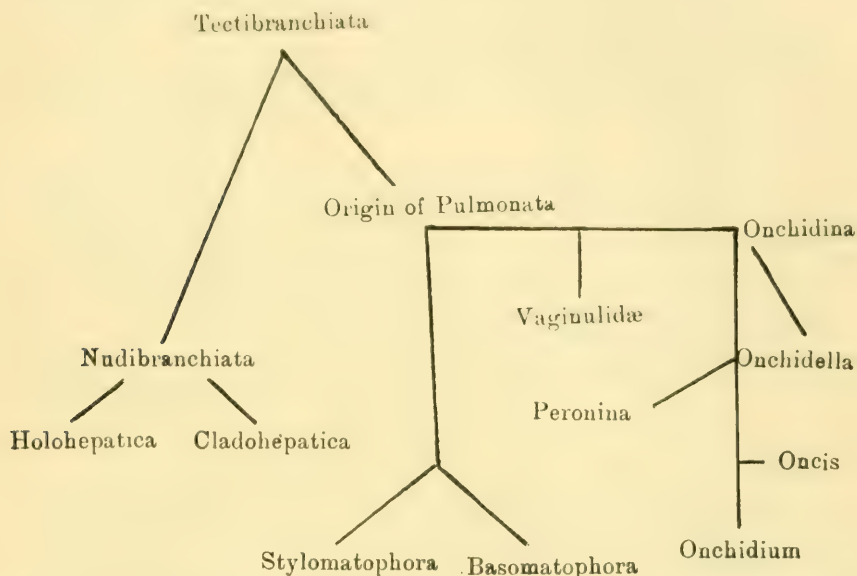 Tectibranchiata
Origin of Pulmonata
Onchidina
Vaginulidæ
Nudibranchiata
Onchidella
Peronina
Holohepatica
Cladohepatica
Oncis
Stylomatophora
Basomatophora
Onchidium